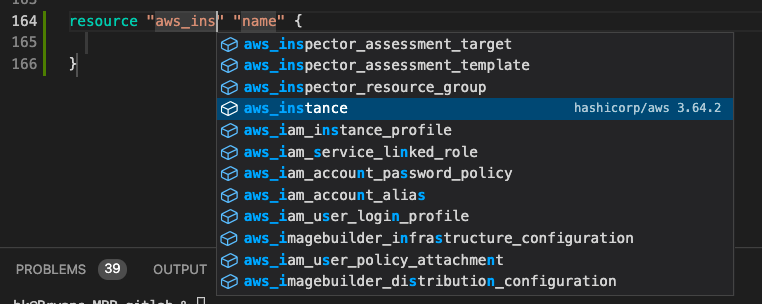 164 resource "aws_ins" "name" {
165
166 }
aws_inspector_assessment_target
aws_inspector_assessment_template
aws_inspector_resource_group
aws_instance hashicorp/aws 3.64.2
aws_iam_instance_profile
aws_iam_service_linked_role
aws_iam_account_password_policy
aws_iam_account_alias
aws_iam_user_login_profile
aws_imagebuilder_infrastructure_configuration
aws_iam_user_policy_attachment
aws_imagebuilder_distribution_configuration
PROBLEMS 39 OUTPUT